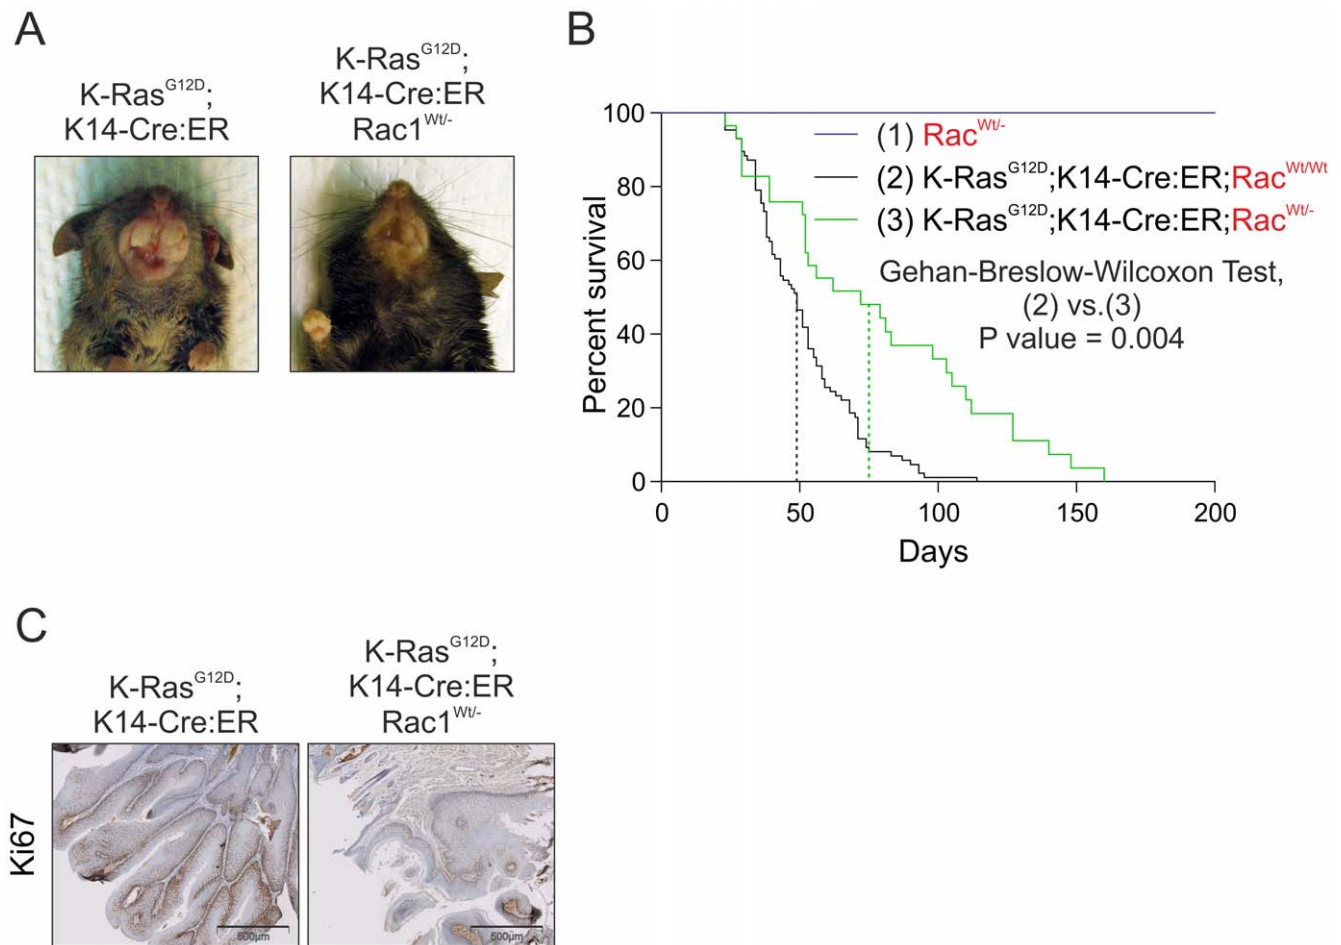 A
K-Ras^G12D;
K14-Cre:ER
K-Ras^G12D;
K14-Cre:ER
Rac1^Wt/-
B
Percent survival
100
80
60
40
20
0
(1) Rac^Wt/-
(2) K-Ras^G12D;K14-Cre:ER;Rac^Wt/Wt
(3) K-Ras^G12D;K14-Cre:ER;Rac^Wt/-
Gehan-Breslow-Wilcoxon Test,
(2) vs.(3)
P value = 0.004
0 50 100 150 200
Days
C
K-Ras^G12D;
K14-Cre:ER
K-Ras^G12D;
K14-Cre:ER
Rac1^Wt/-
Ki67
500µm
500µm